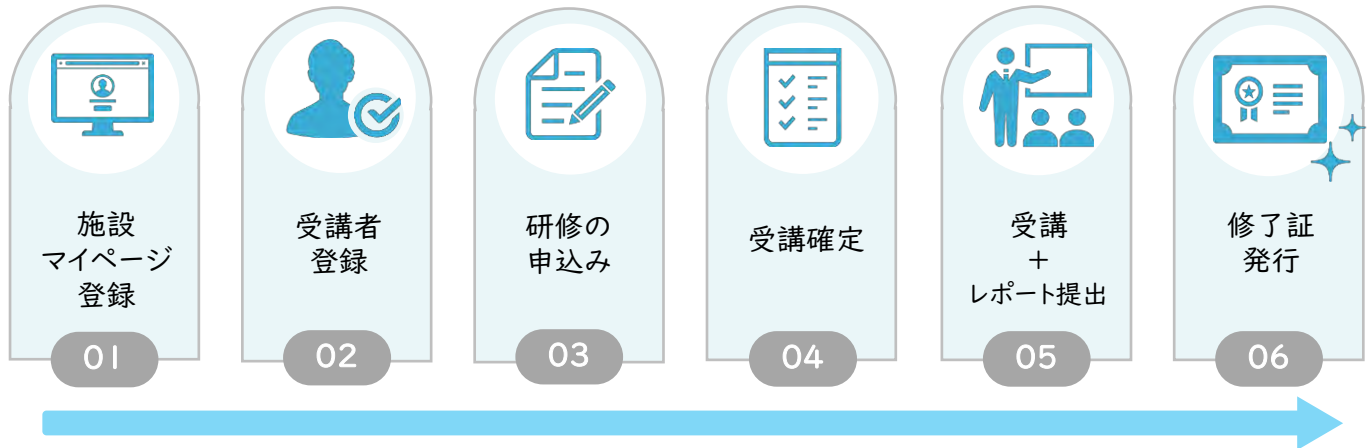 施設
マイページ
登録
01
受講者
登録
02
研修の
申込み
03
受講確定
04
受講
+
レポート提出
05
修了証
発行
06